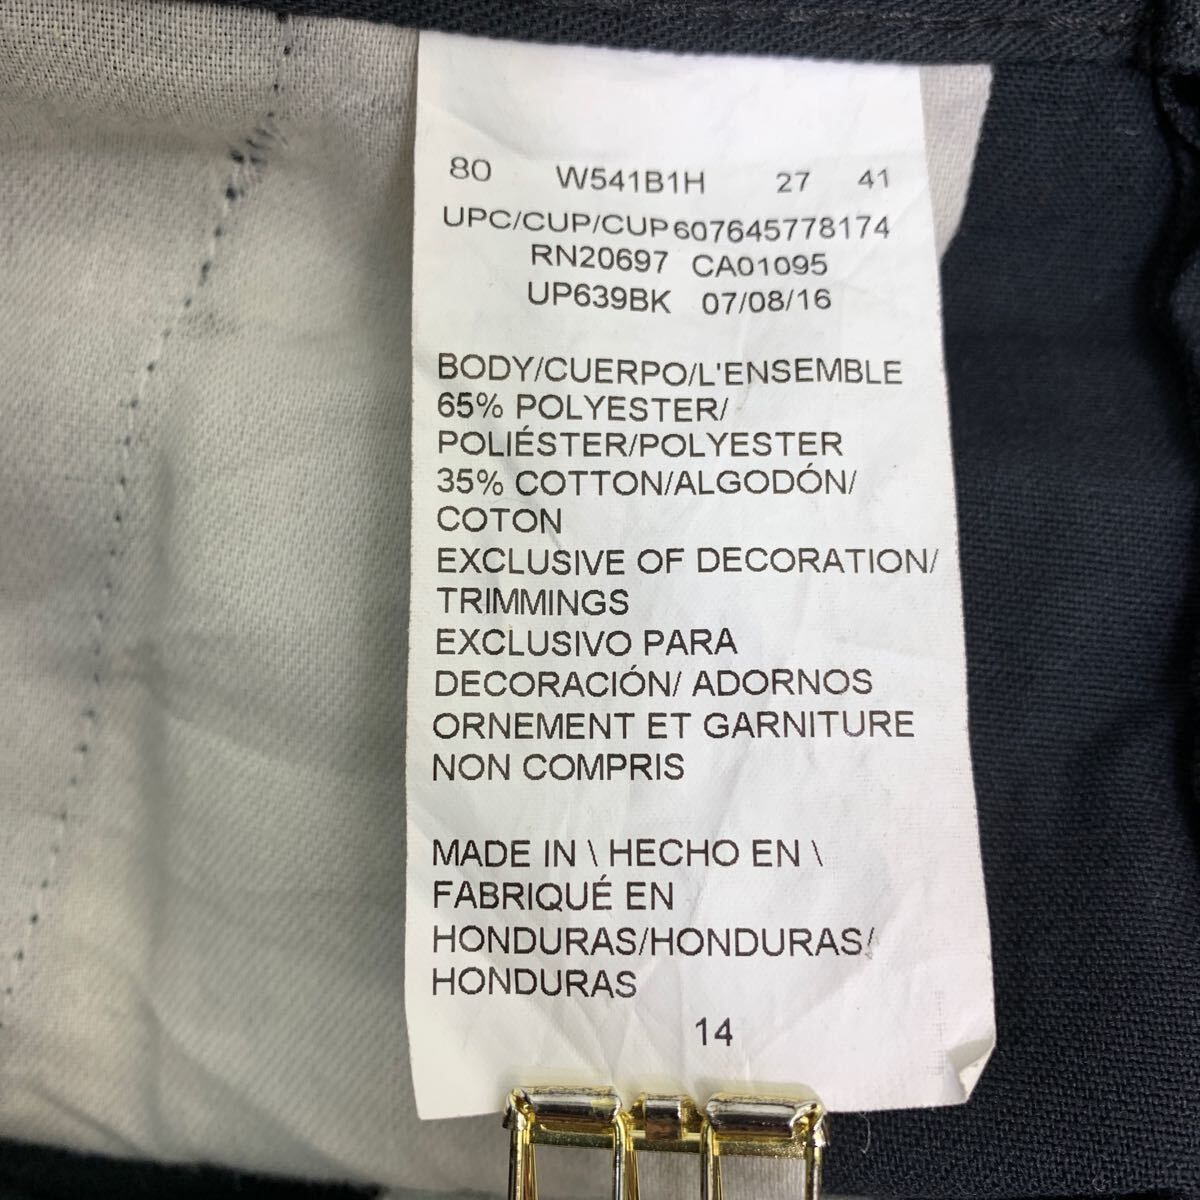 80 W541B1H 27 41
UPC/CUP/CUP607645778174
RN20697 CA01095
UP639BK 07/08/16
BODY/CUERPO/L'ENSEMBLE
65% POLYESTER/
POLIÉSTER/POLYESTER
35% COTTON/ALGODÓN/
COTON
EXCLUSIVE OF DECORATION/
TRIMMINGS
EXCLUSIVO PARA
DECORACIÓN/ ADORNOS
ORNEMENT ET GARNITURE
NON COMPRIS
MADE IN \ HECHO EN \
FABRIQUÉ EN
HONDURAS/HONDURAS/
HONDURAS
14